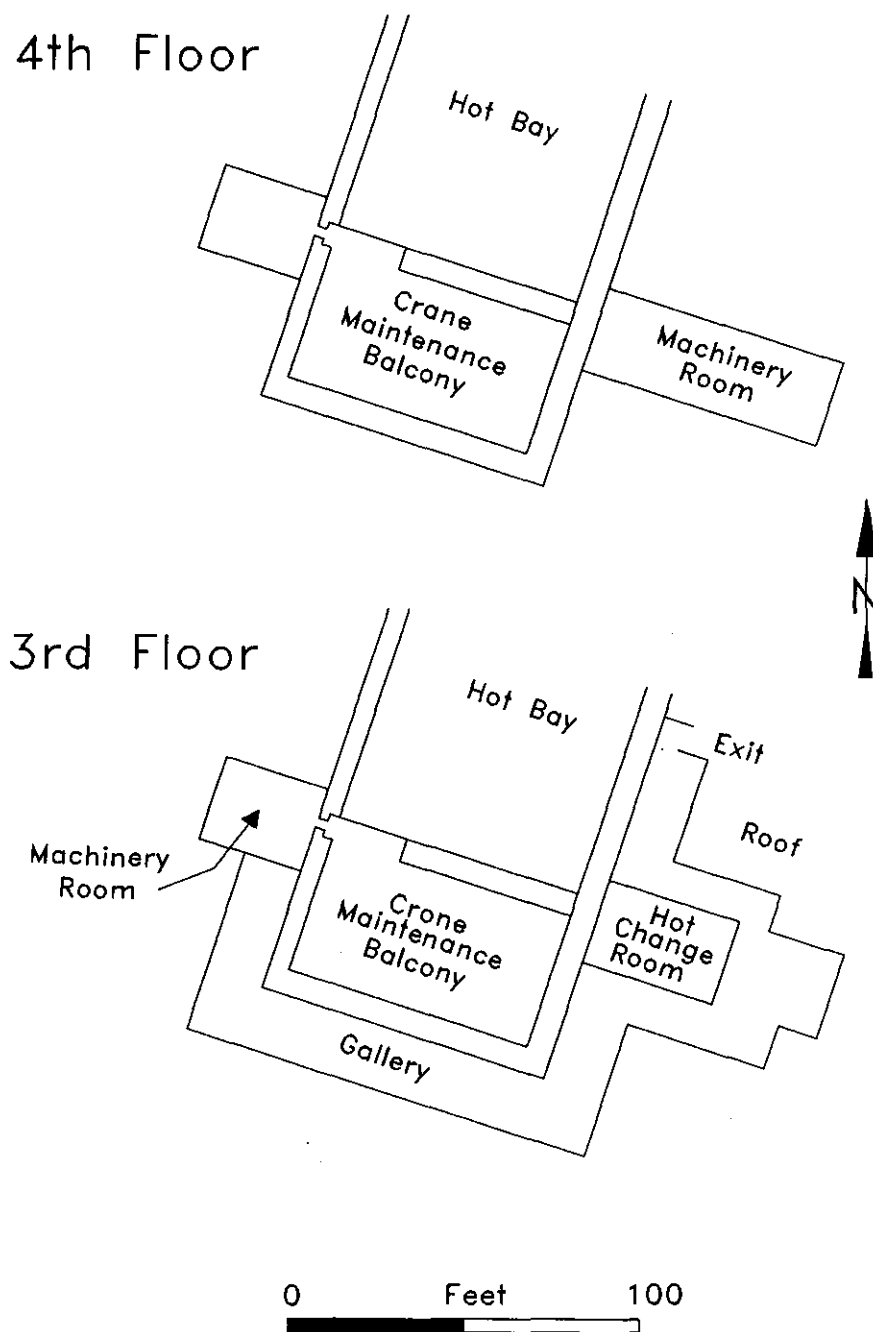 4th Floor
Hot Bay
Crane
Maintenance
Balcony
Machinery
Room
N
3rd Floor
Hot Bay
Exit
Roof
Machinery
Room
Crone
Maintenance
Balcony
Hot
Change
Room
Gallery
0 Feet 100